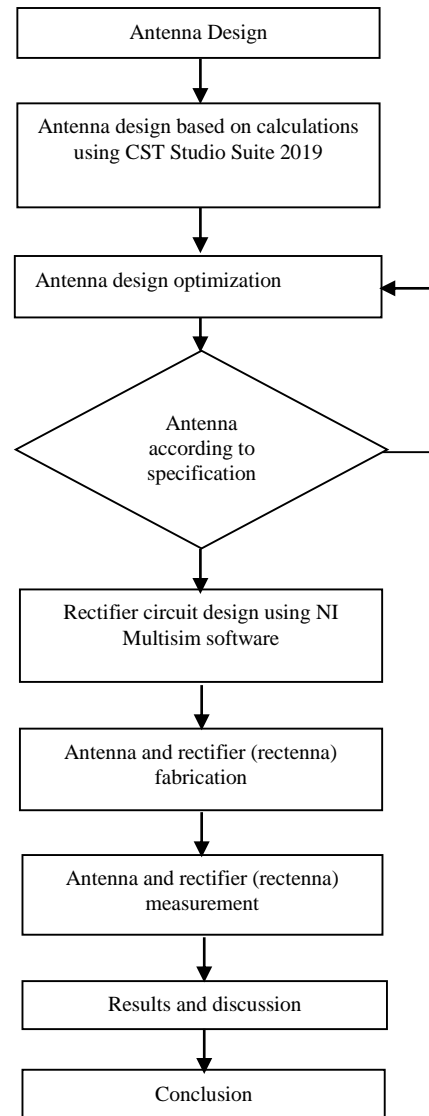 Antenna Design
Antenna design based on calculations
using CST Studio Suite 2019
Antenna design optimization
Antenna
according to
specification
Rectifier circuit design using NI
Multisim software
Antenna and rectifier (rectenna)
fabrication
Antenna and rectifier (rectenna)
measurement
Results and discussion
Conclusion